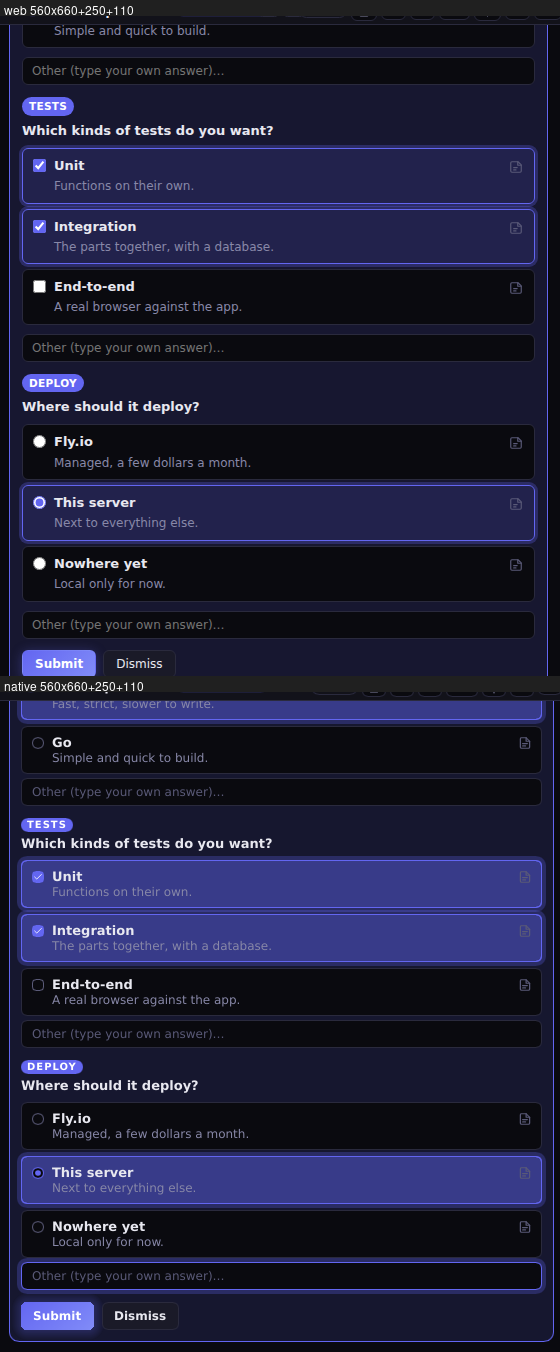 web 560x660+250+110
Simple and quick to build.
Other (type your own answer)...
TESTS
Which kinds of tests do you want?
Unit
Functions on their own.
Integration
The parts together, with a database.
End-to-end
A real browser against the app.
Other (type your own answer)...
DEPLOY
Where should it deploy?
Fly.io
Managed, a few dollars a month.
This server
Next to everything else.
Nowhere yet
Local only for now.
Other (type your own answer)...
Submit Dismiss
native 560x660+250+110
Fast, strict, slower to write.
Go
Simple and quick to build.
Other (type your own answer)...
TESTS
Which kinds of tests do you want?
Unit
Functions on their own.
Integration
The parts together, with a database.
End-to-end
A real browser against the app.
Other (type your own answer)...
DEPLOY
Where should it deploy?
Fly.io
Managed, a few dollars a month.
This server
Next to everything else.
Nowhere yet
Local only for now.
Other (type your own answer)...
Submit Dismiss